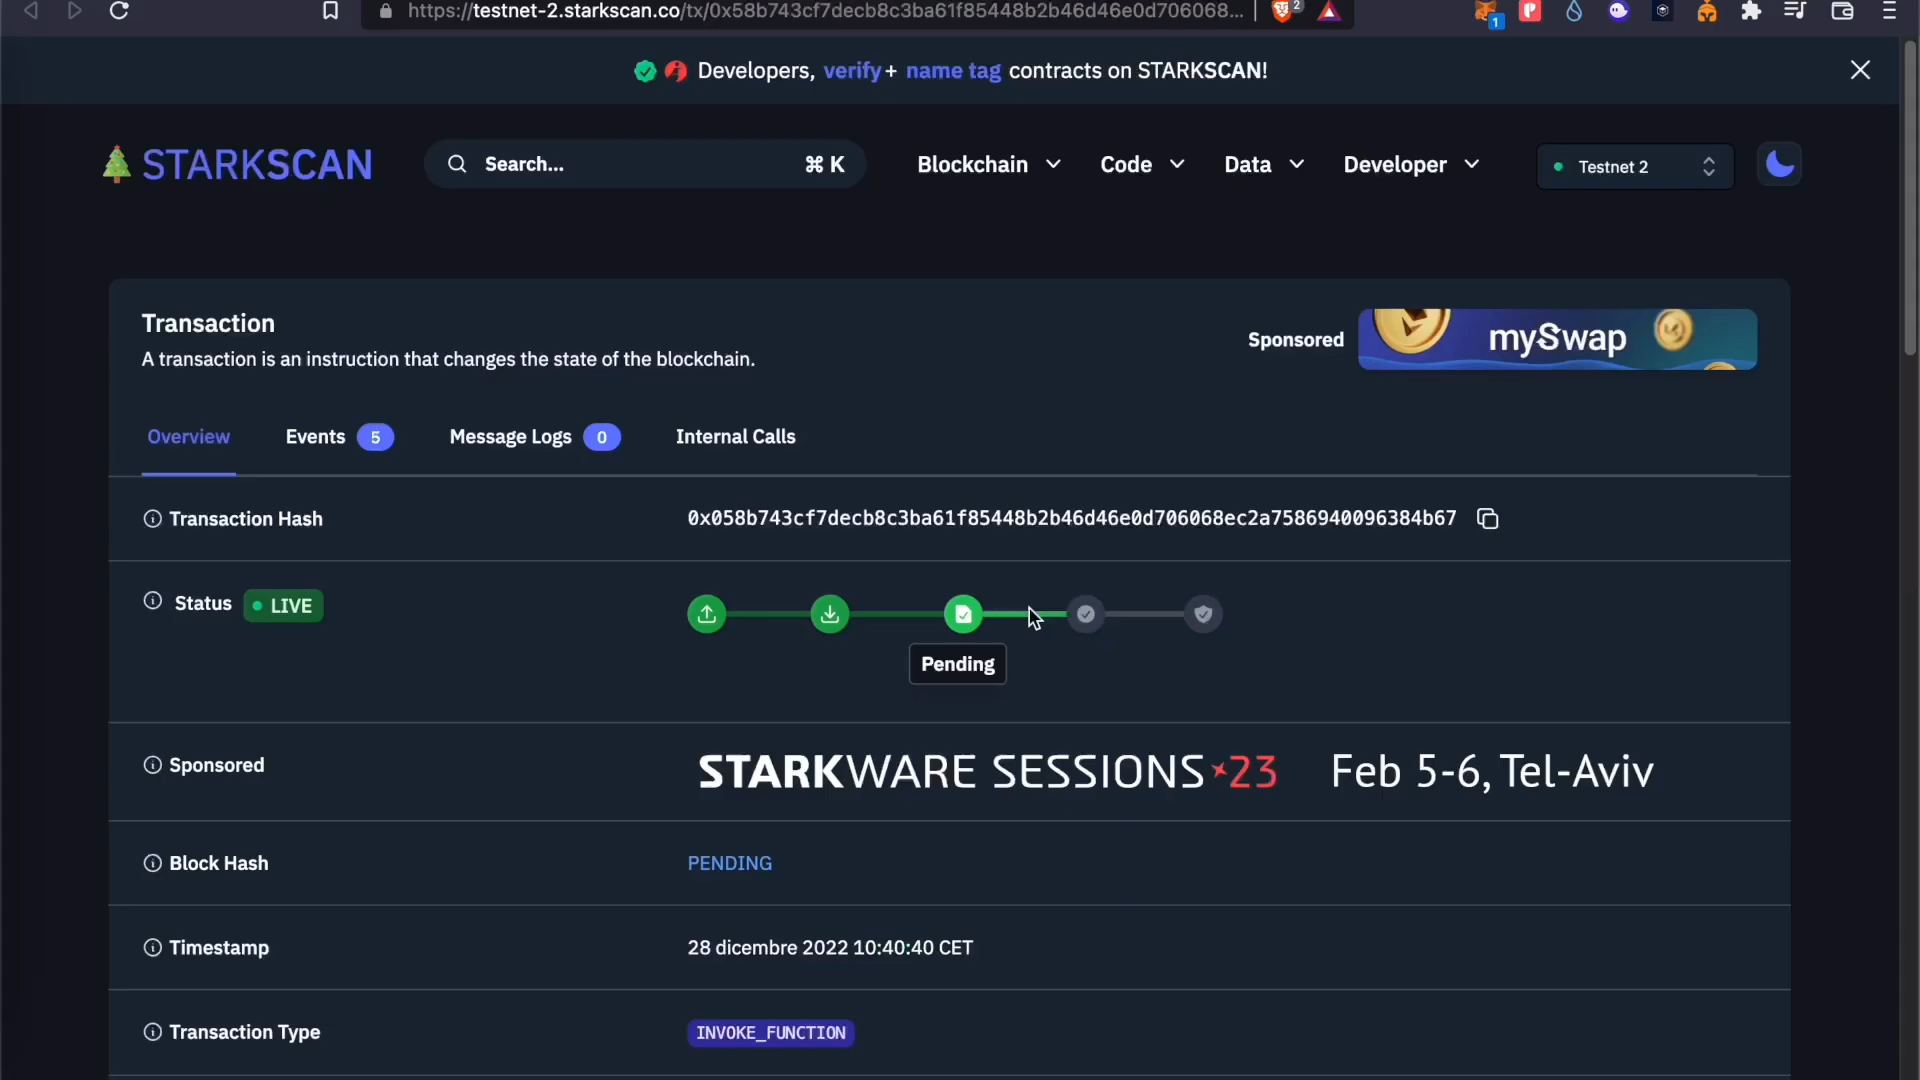 https://testnet-2.starkscan.co/tx/0x58b743cf7decb8c3ba61f85448b2b46d46e0d706068...
2
1
Developers, verify + name tag contracts on STARKSCAN!
STARKSCAN
Search...
⌘ K
Blockchain
Code
Data
Developer
Testnet 2
Transaction
A transaction is an instruction that changes the state of the blockchain.
Sponsored
mySwap
Overview
Events 5
Message Logs 0
Internal Calls
Transaction Hash
0x058b743cf7decb8c3ba61f85448b2b46d46e0d706068ec2a7586940096384b67
Status
LIVE
Pending
Sponsored
STARKWARE SESSIONS 23
Feb 5-6, Tel-Aviv
Block Hash
PENDING
Timestamp
28 dicembre 2022 10:40:40 CET
Transaction Type
INVOKE_FUNCTION